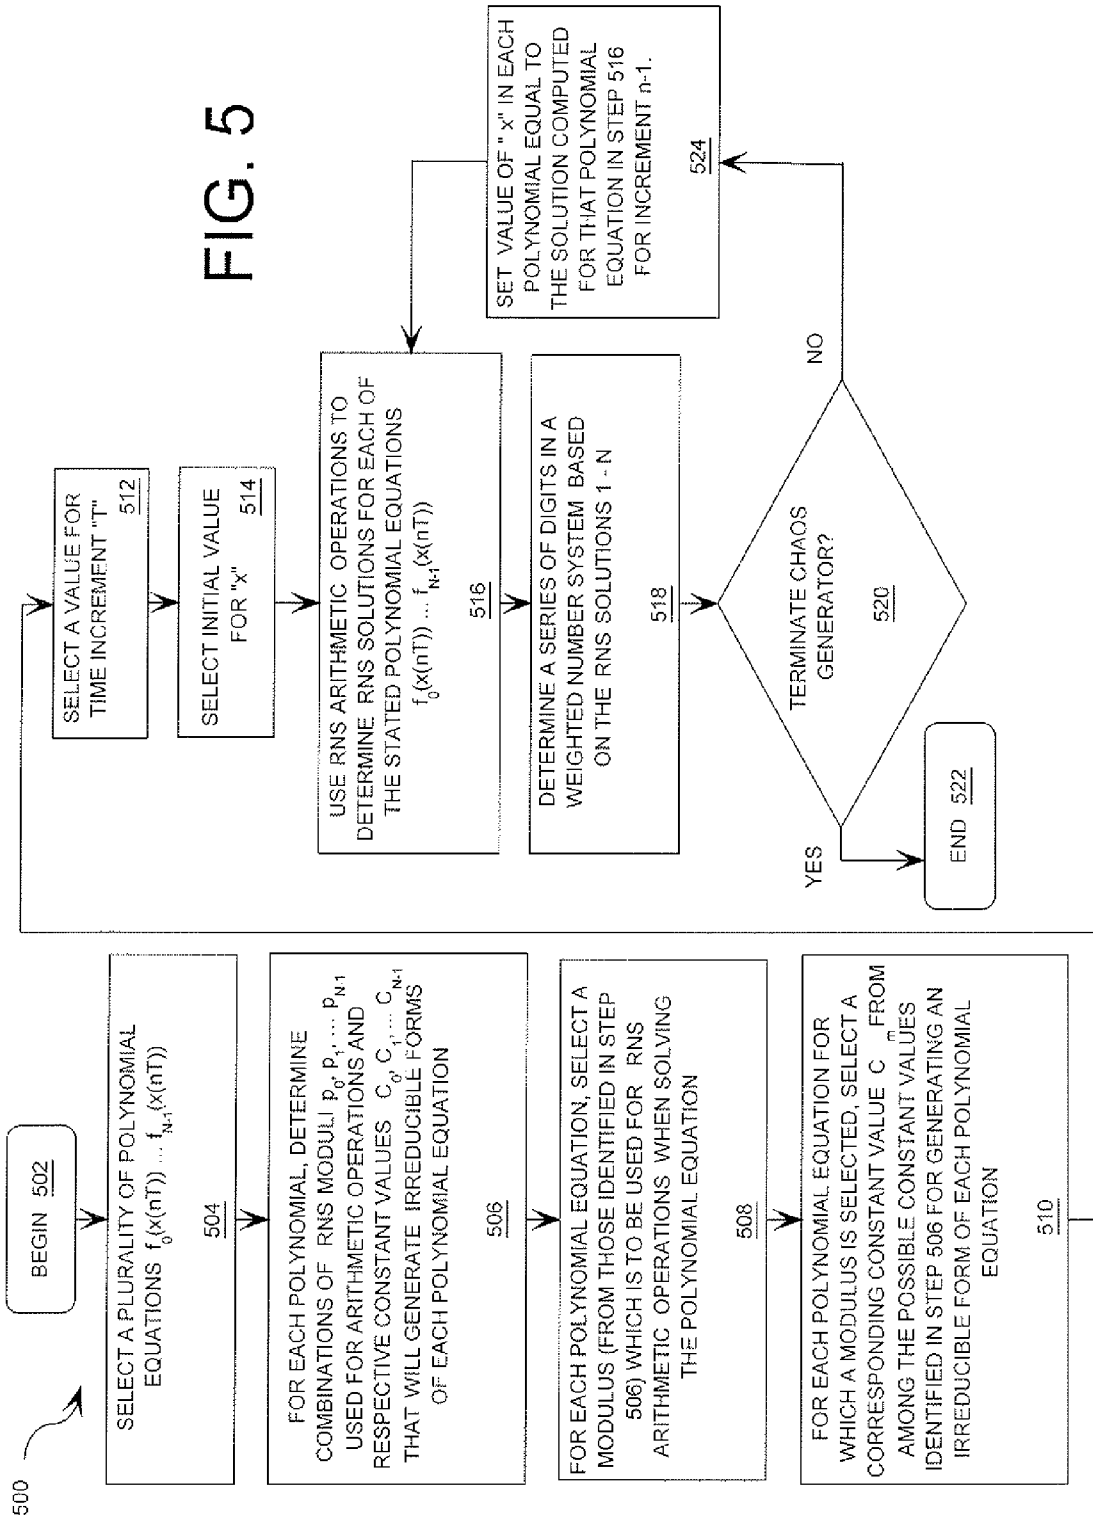 500
BEGIN 502
SELECT A PLURALITY OF POLYNOMIAL
EQUATIONS f0(x(nT)) ... fN-1(x(nT))
504
FOR EACH POLYNOMIAL, DETERMINE
COMBINATIONS OF RNS MODULI p0, p1, ... pN-1
USED FOR ARITHMETIC OPERATIONS AND
RESPECTIVE CONSTANT VALUES C0, C1, ... CN-1
THAT WILL GENERATE IRREDUCIBLE FORMS
OF EACH POLYNOMIAL EQUATION
506
FOR EACH POLYNOMIAL EQUATION, SELECT A
MODULUS (FROM THOSE IDENTIFIED IN STEP
506) WHICH IS TO BE USED FOR RNS
ARITHMETIC OPERATIONS WHEN SOLVING
THE POLYNOMIAL EQUATION
508
FOR EACH POLYNOMIAL EQUATION FOR
WHICH A MODULUS IS SELECTED, SELECT A
CORRESPONDING CONSTANT VALUE Cm FROM
AMONG THE POSSIBLE CONSTANT VALUES
IDENTIFIED IN STEP 506 FOR GENERATING AN
IRREDUCIBLE FORM OF EACH POLYNOMIAL
EQUATION
510
SELECT A VALUE FOR
TIME INCREMENT "T"
512
SELECT INITIAL VALUE
FOR "x"
514
USE RNS ARITHMETIC OPERATIONS TO
DETERMINE RNS SOLUTIONS FOR EACH OF
THE STATED POLYNOMIAL EQUATIONS
f0(x(nT)) ... fN-1(x(nT))
516
DETERMINE A SERIES OF DIGITS IN A
WEIGHTED NUMBER SYSTEM BASED
ON THE RNS SOLUTIONS 1 - N
518
TERMINATE CHAOS
GENERATOR?
520
YES
NO
END 522
SET VALUE OF " x" IN EACH
POLYNOMIAL EQUAL TO
THE SOLUTION COMPUTED
FOR THAT POLYNOMIAL
EQUATION IN STEP 516
FOR INCREMENT n-1.
524
FIG. 5